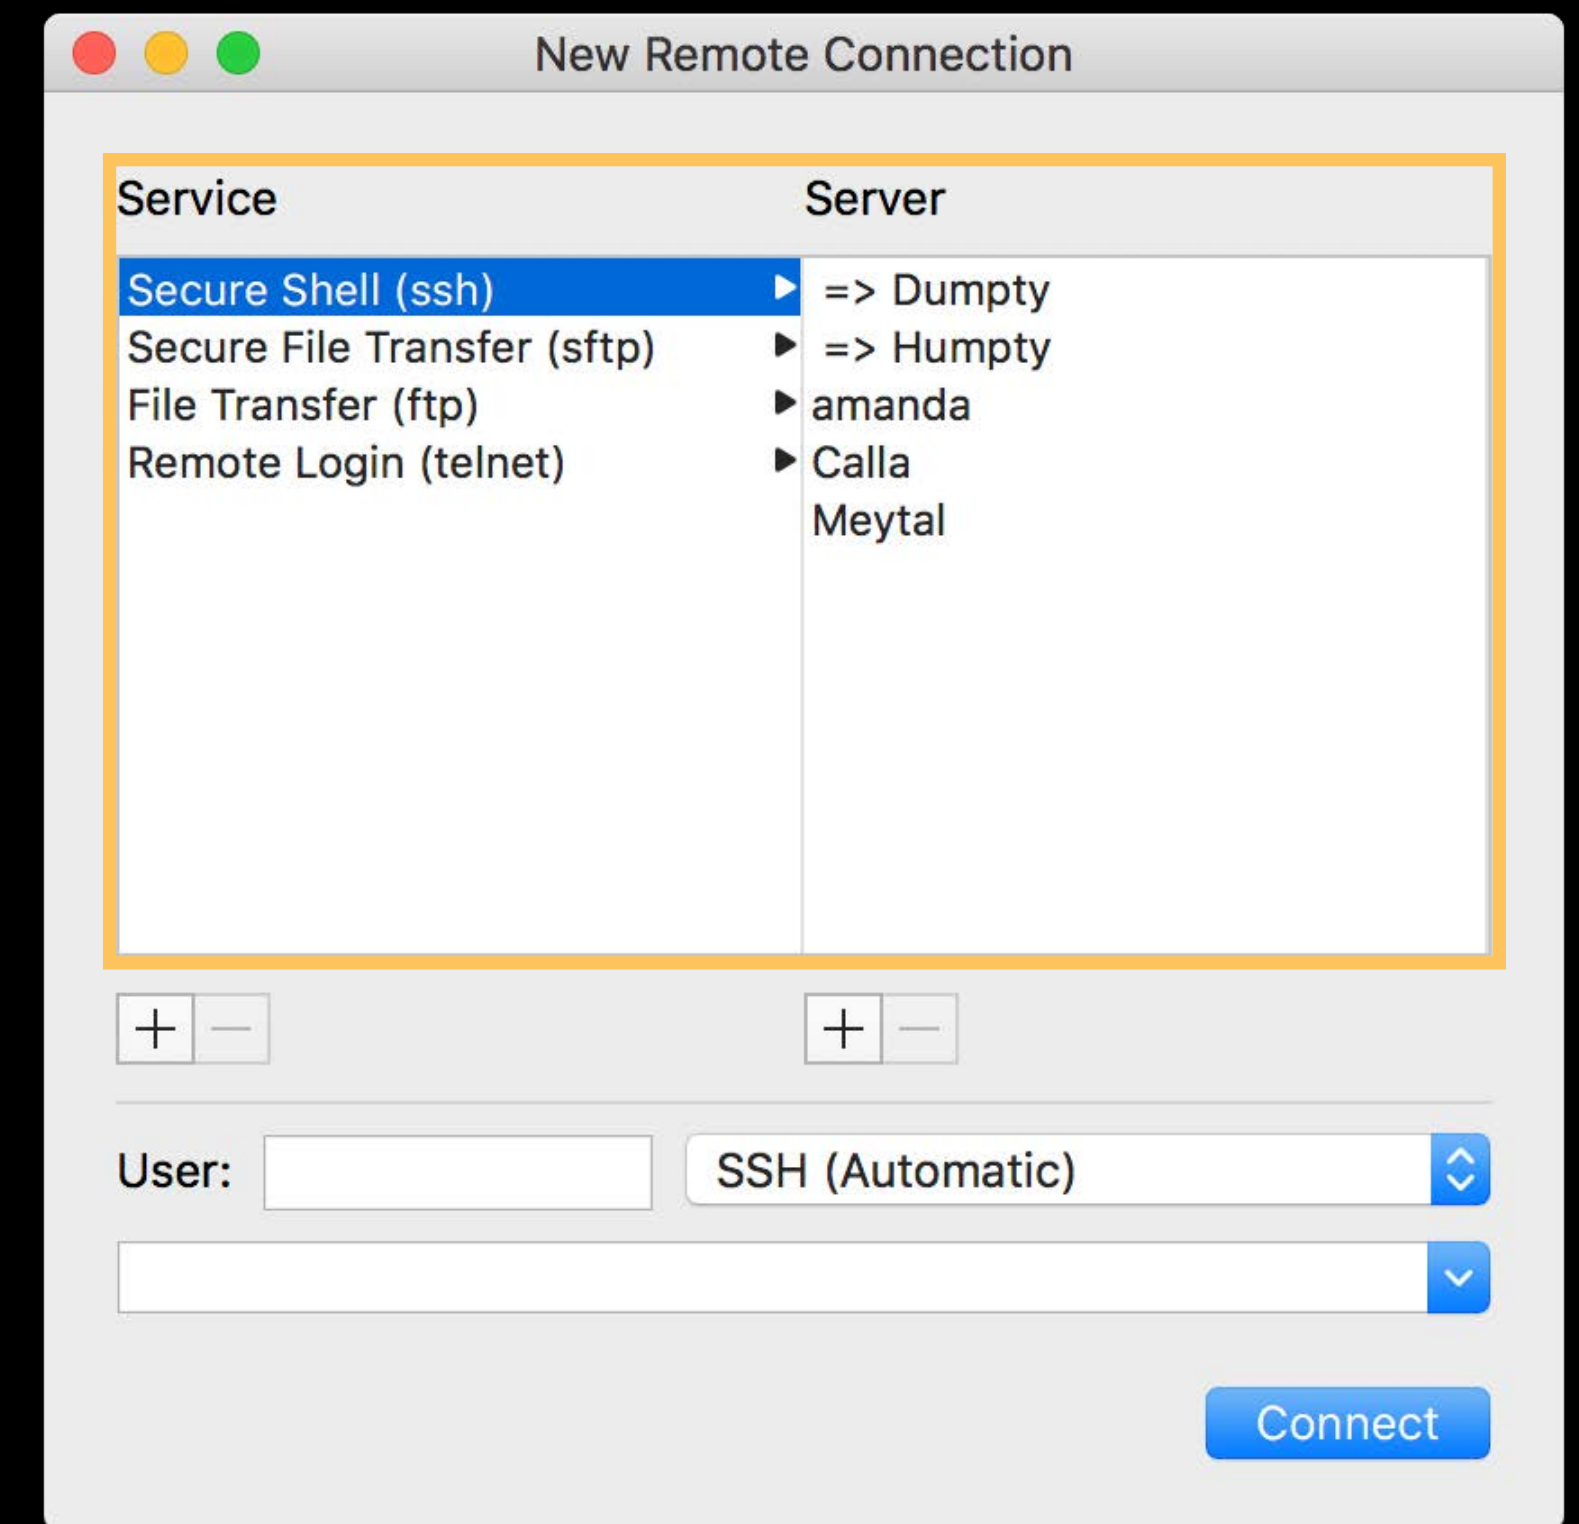 New Remote Connection
Service
Server
Secure Shell (ssh)
Secure File Transfer (sftp)
File Transfer (ftp)
Remote Login (telnet)
=> Dumpty
=> Humpty
amanda
Calla
Meytal
User:
SSH (Automatic)
Connect